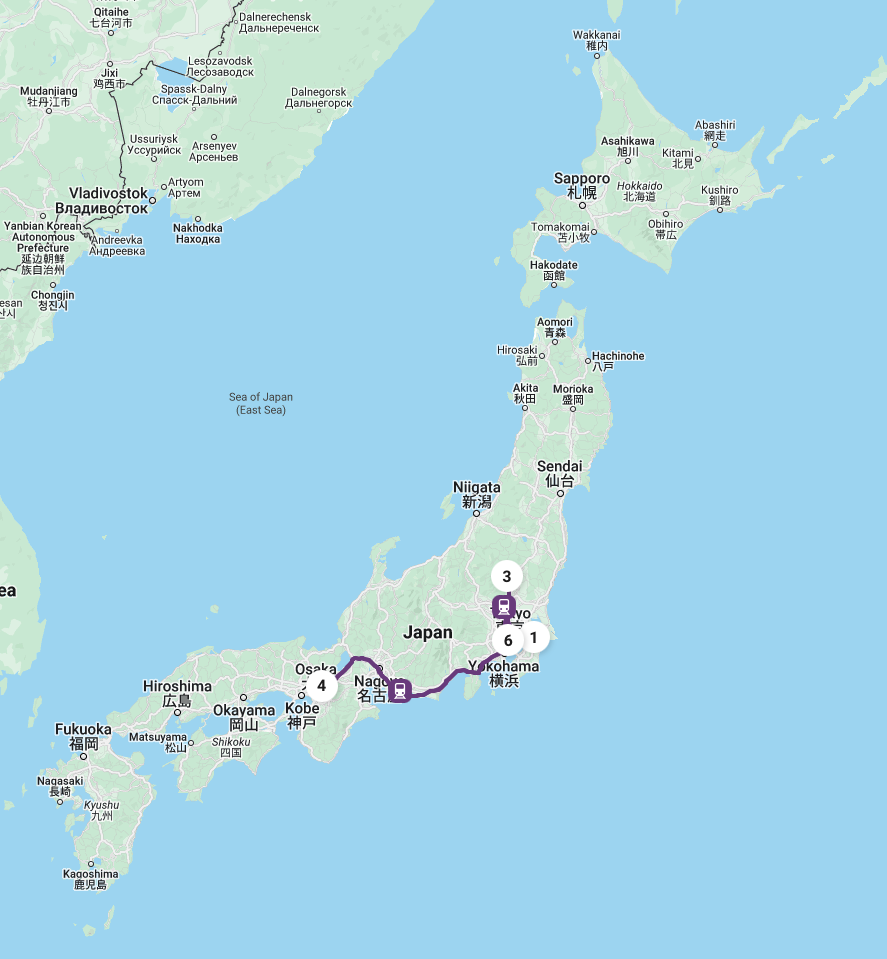 Qitaihe
七台河市
Dalnerechensk
Дальнереченск
Jixi
鸡西市
Lesozavodsk
Лесозаводск
Mudanjiang
牡丹江市
Spassk-Dalny
Спасск-Дальний
Dalnegorsk
Дальнегорск
Ussuriysk
Уссурийск
Arsenyev
Арсеньев
Artyom
Артем
Vladivostok
Владивосток
Nakhodka
Находка
Yanbian Korean
Autonomous
Prefecture
延边朝鲜
族自治州
Andreevka
Андреевка
Chongjin
청진시
esan
산시
Wakkanai
稚内
Abashiri
網走
Asahikawa
旭川
Kitami
北見
Sapporo
札幌
Hokkaido
北海道
Kushiro
釧路
Tomakomai
苫小牧
Obihiro
帯広
Hakodate
函館
Aomori
青森
Hirosaki
弘前
Hachinohe
八戸
Akita
秋田
Morioka
盛岡
Sea of Japan
(East Sea)
Sendai
仙台
Niigata
新潟
ea
3
yo
6
1
Japan
Yokohama
横浜
Osaka
4
Nago
名古
Hiroshima
広島
Okayama
岡山
Kobe
神戸
Fukuoka
福岡
Matsuyama
松山
Shikoku
四国
Nagasaki
長崎
Kyushu
九州
Kagoshima
鹿児島